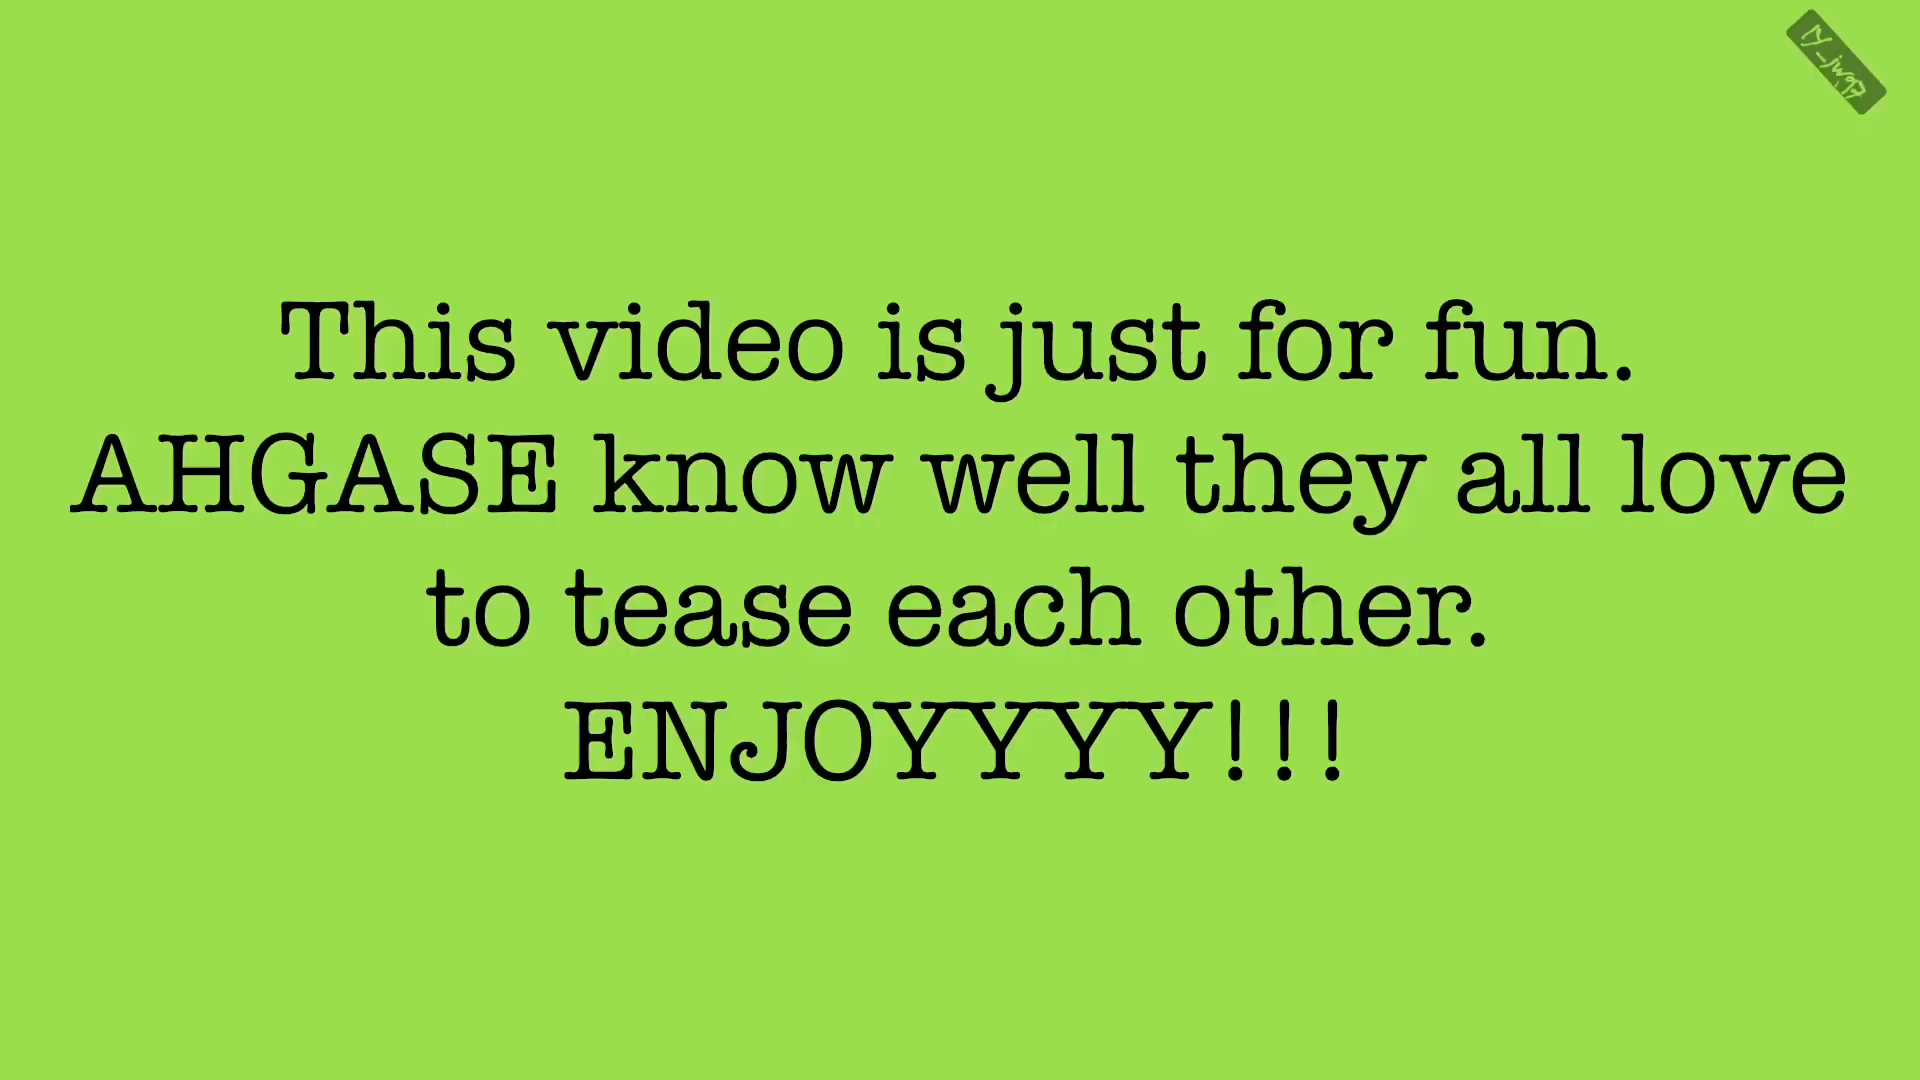 This video is just for fun.
AHGASE know well they all love
to tease each other.
ENJOYYYY!!!